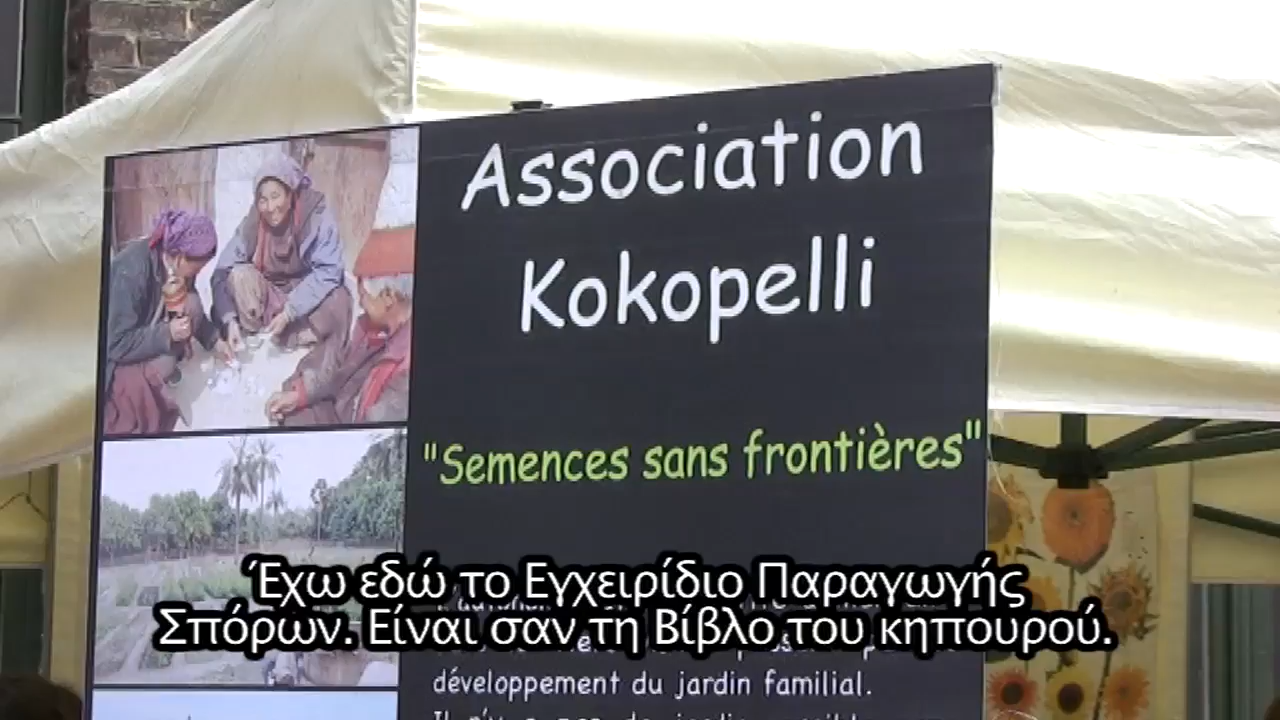 Association
Kokopelli
"Semences sans frontières"
Έχω εδώ το Εγχειρίδιο Παραγωγής
Σπόρων. Είναι σαν τη Βίβλο του κηπουρού.
développement du jardin familial.